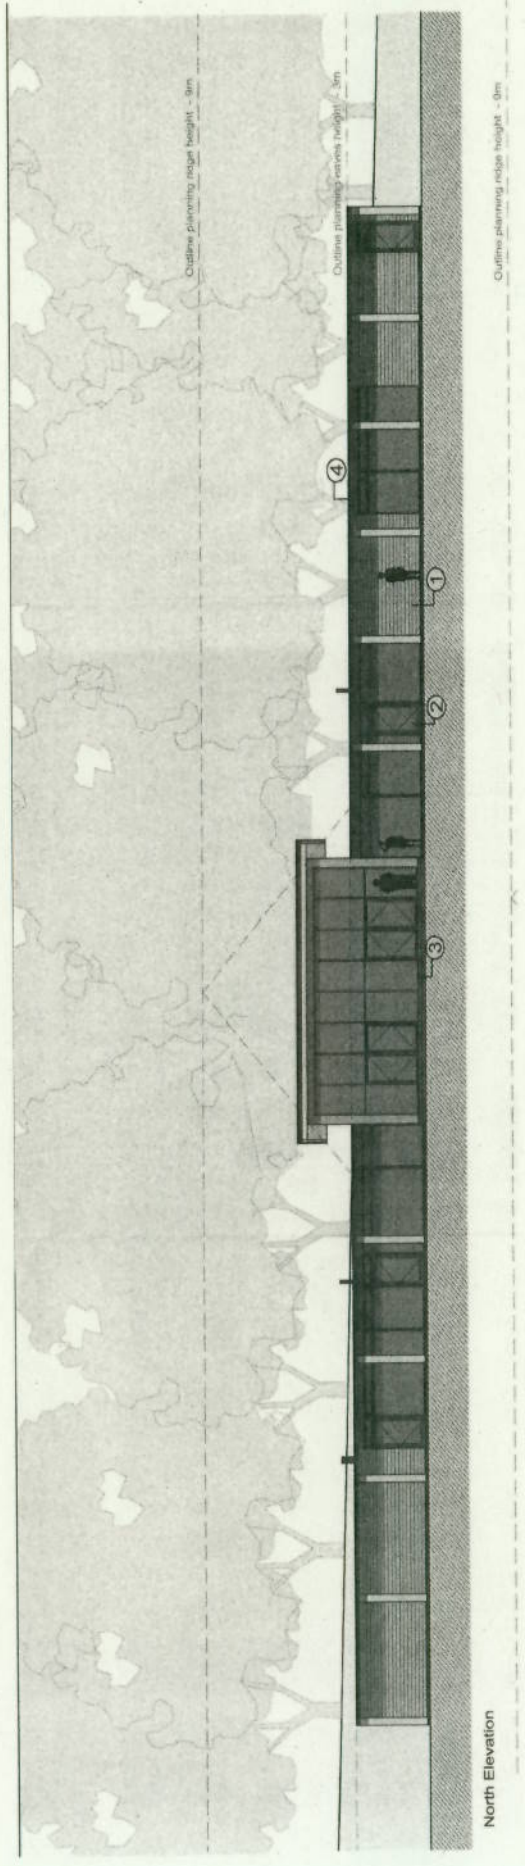 Outline planning ridge height - 9m
Outline planning eaves height - 3m
4
1
2
3
North Elevation
Outline planning ridge height - 9m